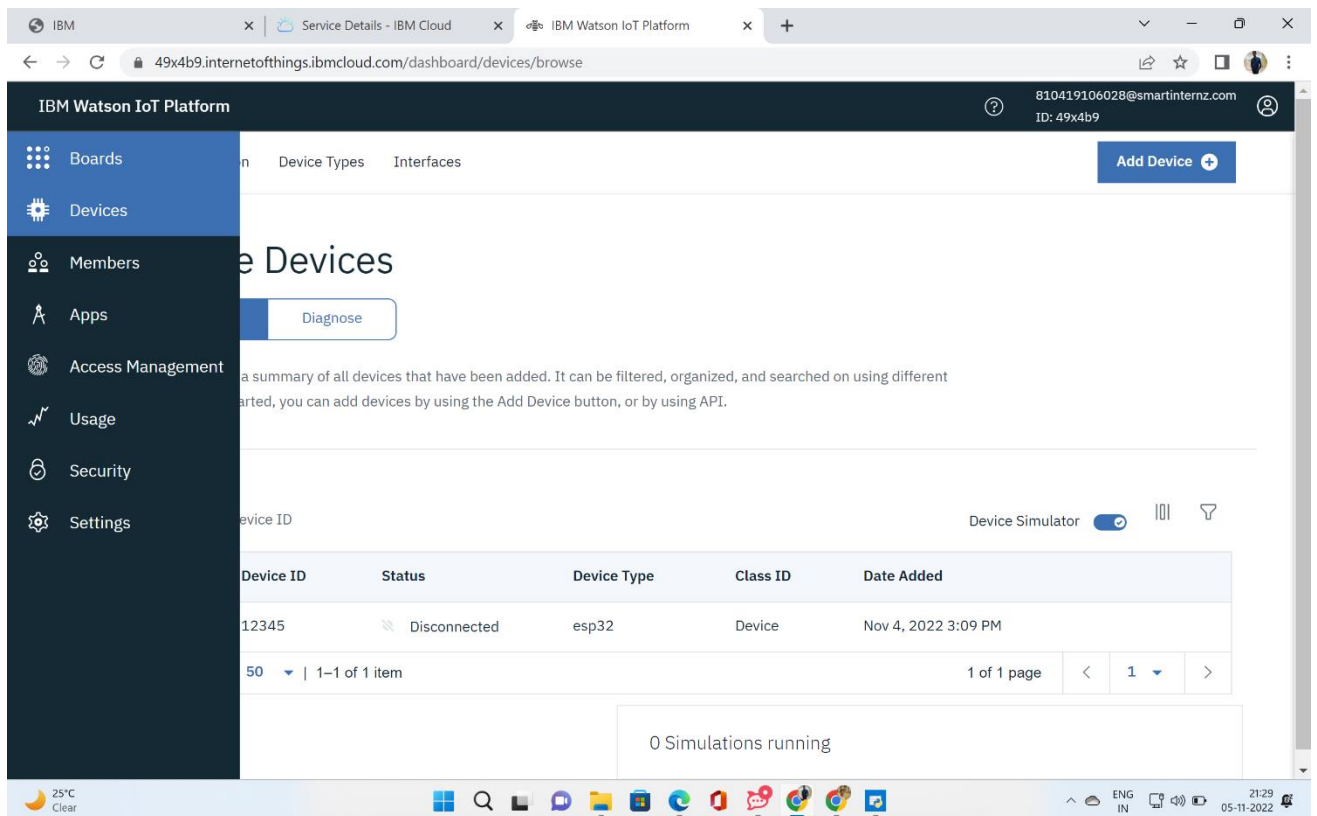 IBM
Service Details - IBM Cloud
IBM Watson IoT Platform
49x4b9.internetofthings.ibmcloud.com/dashboard/devices/browse
IBM Watson IoT Platform
810419106028@smartinternz.com
ID: 49x4b9
Boards
Devices
Members
Apps
Access Management
Usage
Security
Settings
n Device Types Interfaces
Add Device
e Devices
Diagnose
a summary of all devices that have been added. It can be filtered, organized, and searched on using different
arted, you can add devices by using the Add Device button, or by using API.
evice ID
Device Simulator
Device ID Status Device Type Class ID Date Added
12345 Disconnected esp32 Device Nov 4, 2022 3:09 PM
50 | 1–1 of 1 item 1 of 1 page < 1 >
0 Simulations running
25°C
Clear
ENG
IN
21:29
05-11-2022